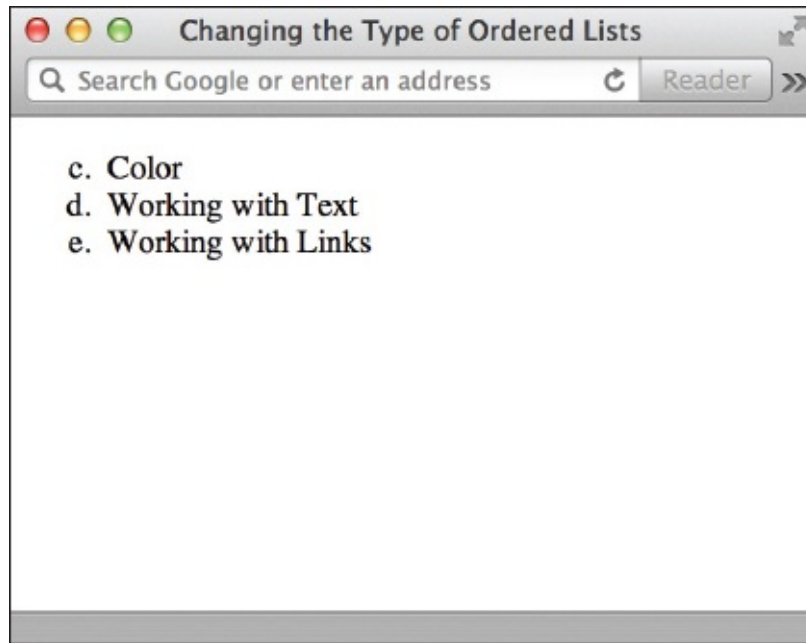 Changing the Type of Ordered Lists
Search Google or enter an address
Reader
c. Color
d. Working with Text
e. Working with Links